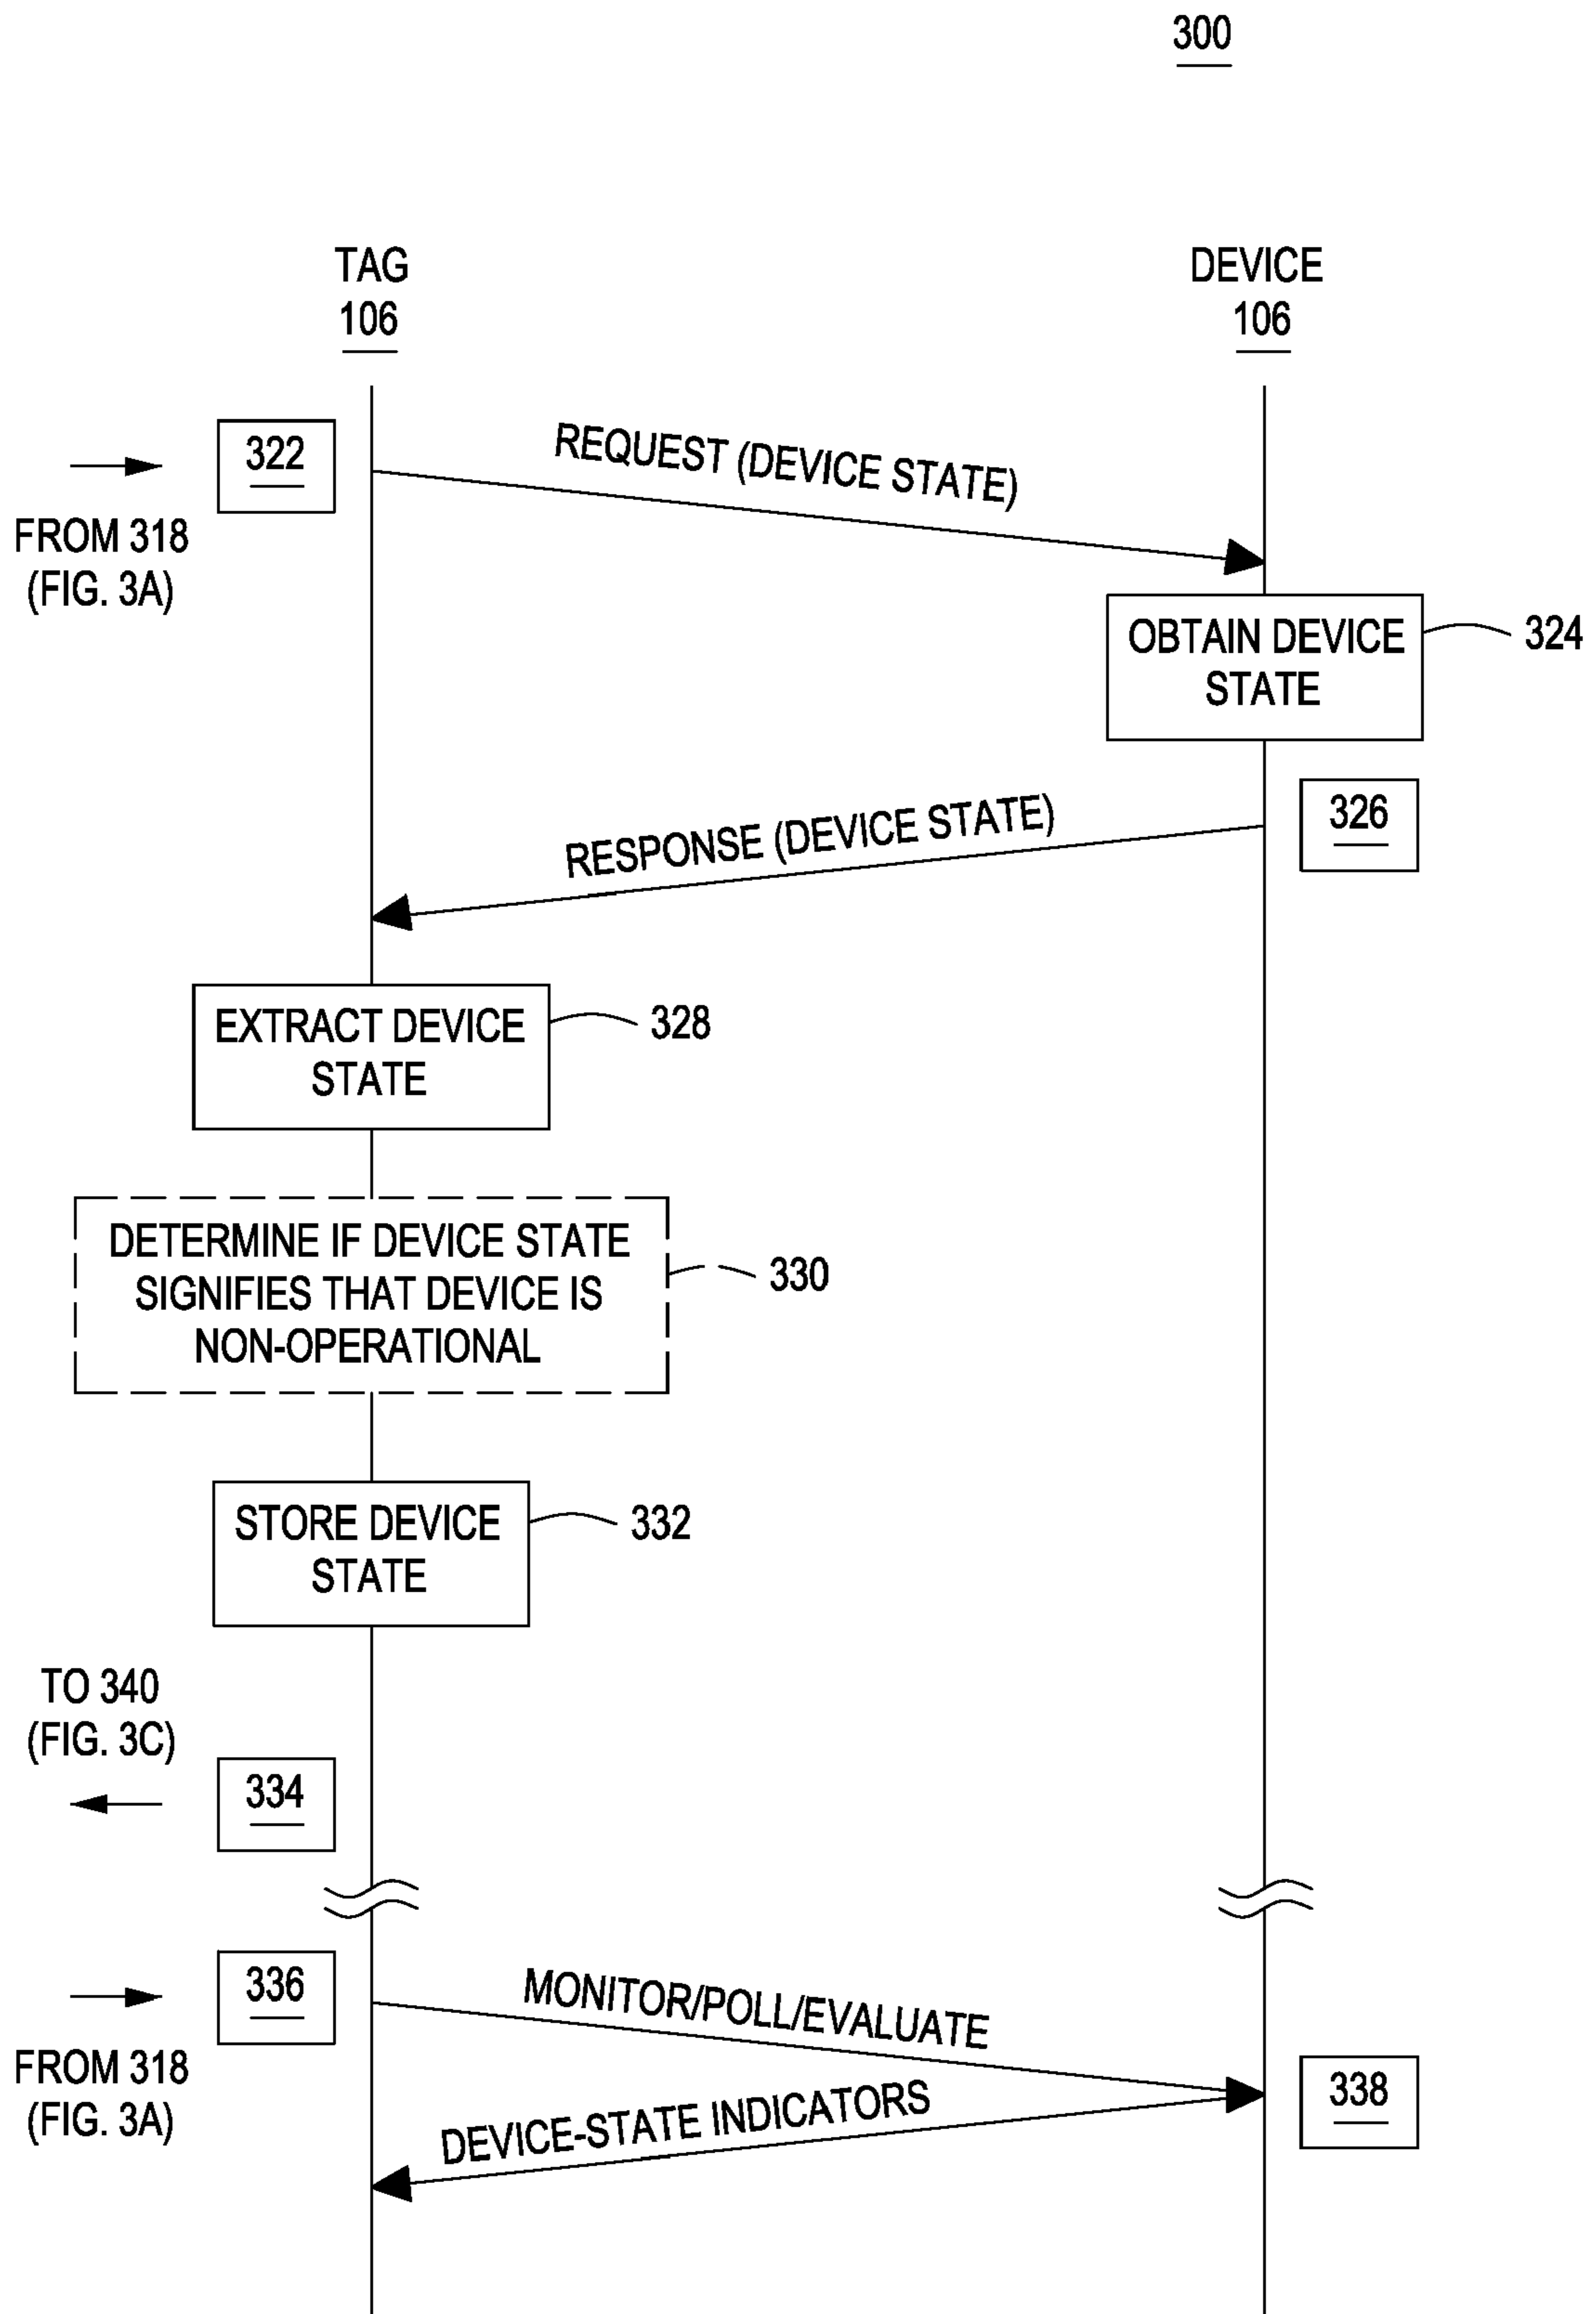 300
TAG
106
DEVICE
106
322
REQUEST (DEVICE STATE)
FROM 318
(FIG. 3A)
OBTAIN DEVICE
STATE
324
326
RESPONSE (DEVICE STATE)
EXTRACT DEVICE
STATE
328
DETERMINE IF DEVICE STATE
SIGNIFIES THAT DEVICE IS
NON-OPERATIONAL
330
STORE DEVICE
STATE
332
TO 340
(FIG. 3C)
334
336
MONITOR/POLL/EVALUATE
FROM 318
(FIG. 3A)
338
DEVICE-STATE INDICATORS